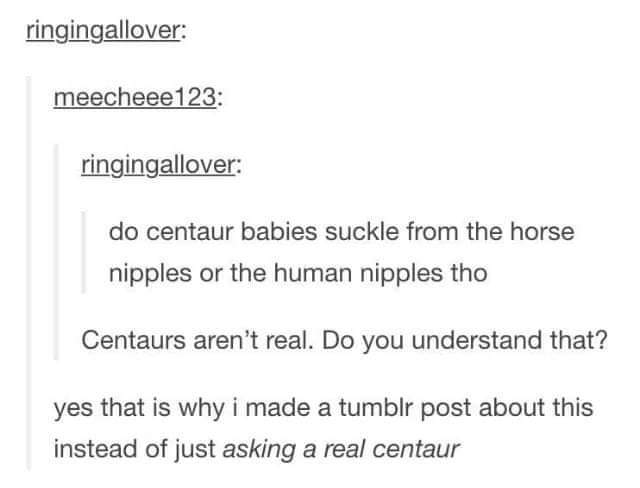 ringingallover:
meecheee123:
ringingallover:
do centaur babies suckle from the horse
nipples or the human nipples tho
Centaurs aren’t real. Do you understand that?
yes that is why i made a tumblr post about this
instead of just asking a real centaur